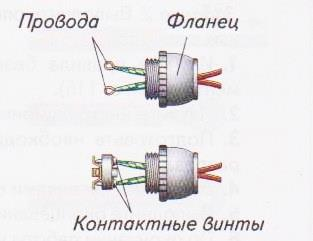 Провода
Фланец
Контактные винты